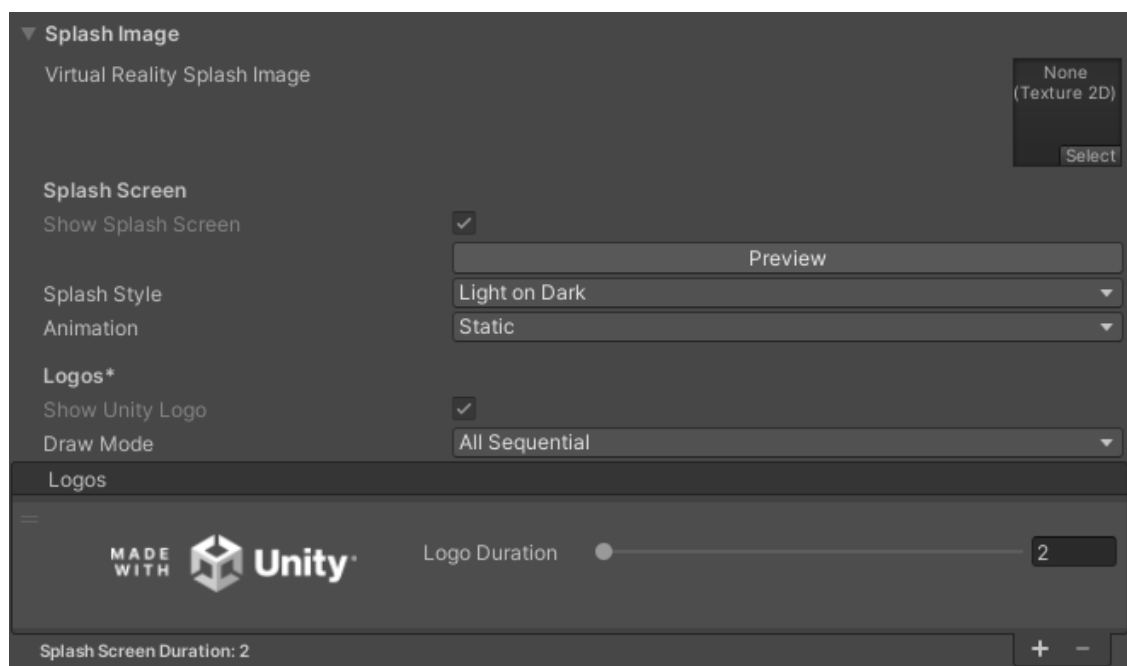 Splash Image
Virtual Reality Splash Image
None
(Texture 2D)
Select
Splash Screen
Show Splash Screen
Preview
Splash Style Light on Dark
Animation Static
Logos*
Show Unity Logo
Draw Mode All Sequential
Logos
MADE
WITH Unity
Logo Duration 2
Splash Screen Duration: 2 + −